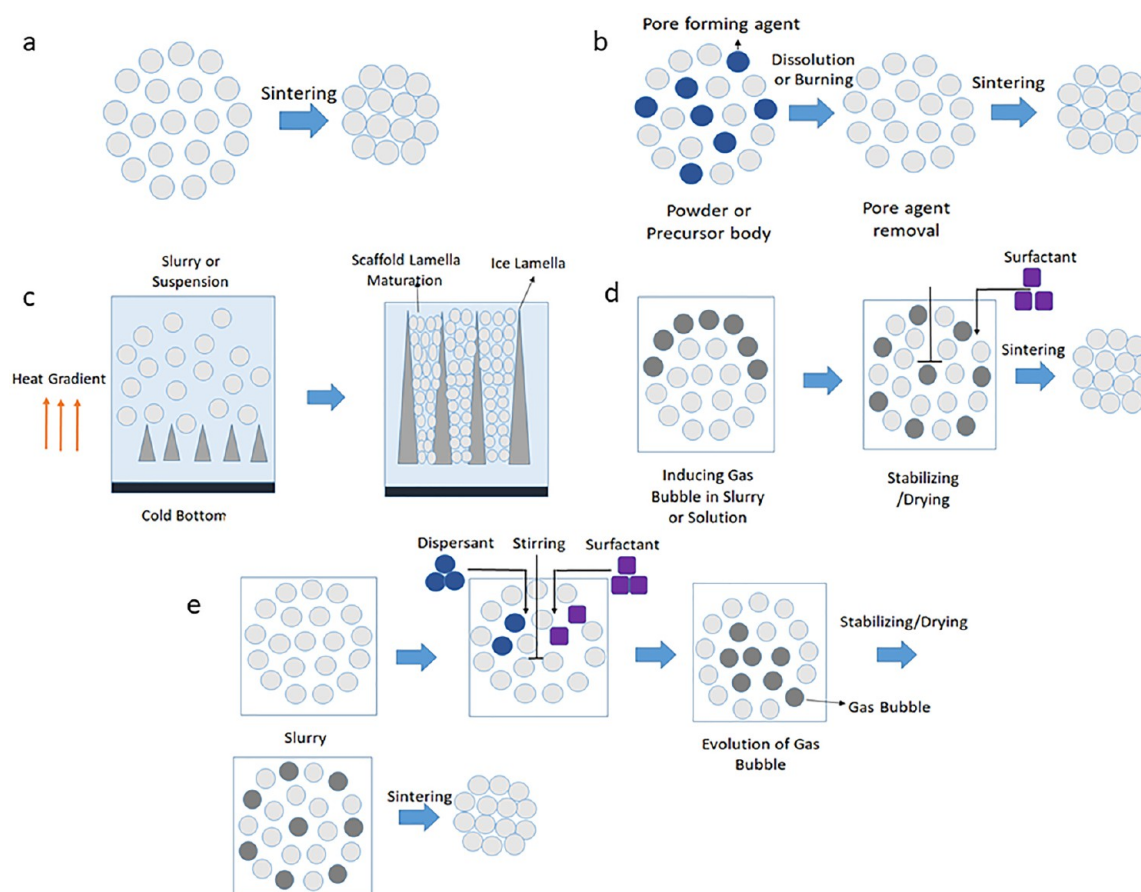 a
Sintering
b
Pore forming agent
Dissolution
or Burning
Sintering
Powder or
Precursor body
Pore agent
removal
c
Slurry or
Suspension
Heat Gradient
Cold Bottom
Scaffold Lamella
Maturation
Ice Lamella
d
Surfactant
Sintering
Inducing Gas
Bubble in Slurry
or Solution
Stabilizing
/Drying
e
Dispersant
Stirring
Surfactant
Slurry
Evolution of Gas
Bubble
Gas Bubble
Stabilizing/Drying
Sintering